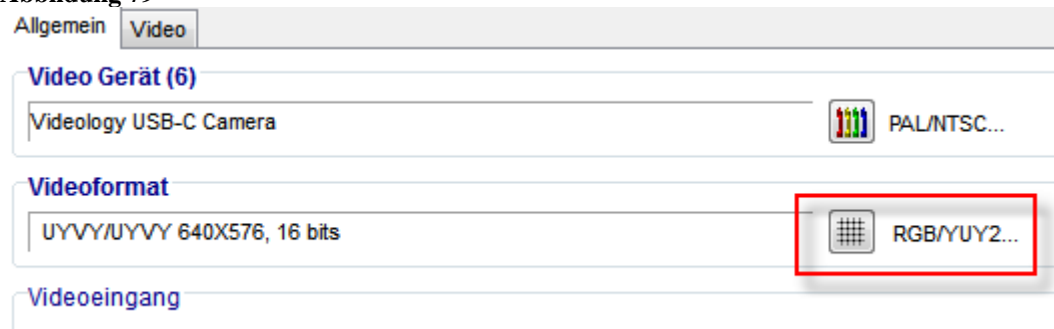 Allgemein Video
Video Gerät (6)
Videology USB-C Camera PAL/NTSC...
Videoformat
UYVY/UYVY 640X576, 16 bits RGB/YUY2...
Videoeingang